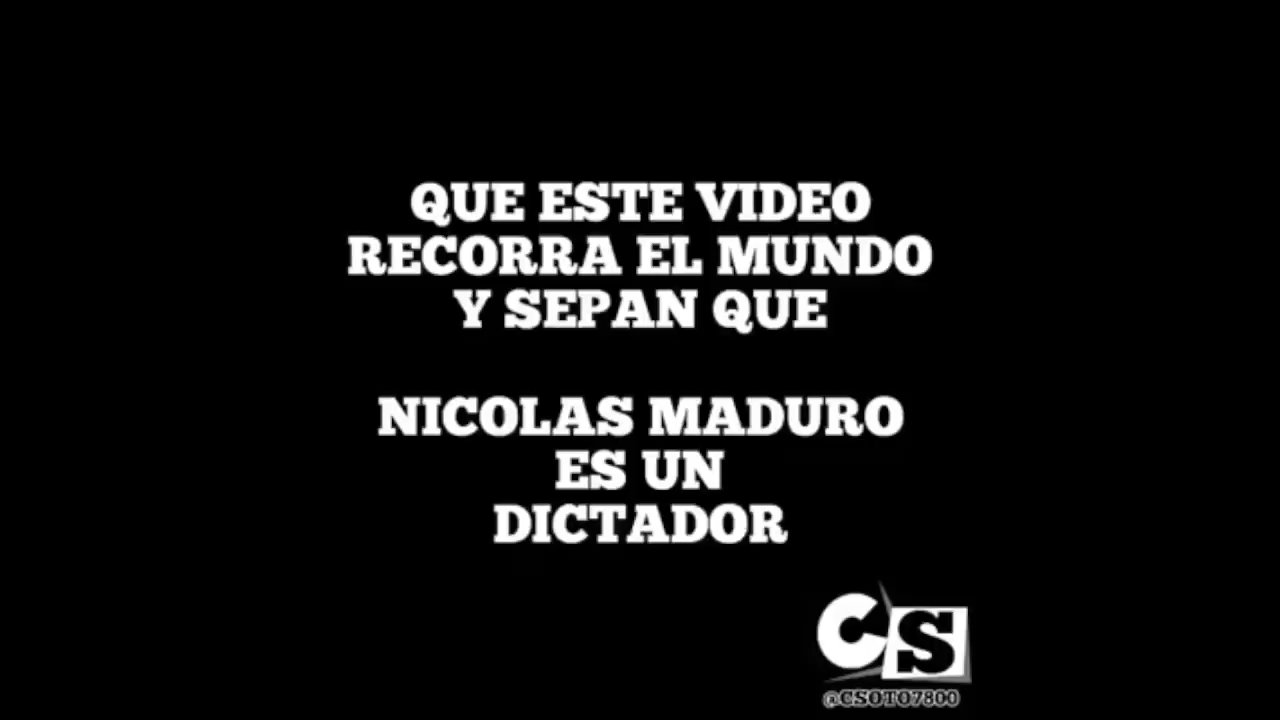 QUE ESTE VIDEO
RECORRA EL MUNDO
Y SEPAN QUE
NICOLAS MADURO
ES UN
DICTADOR
CS
@CSOTO7800